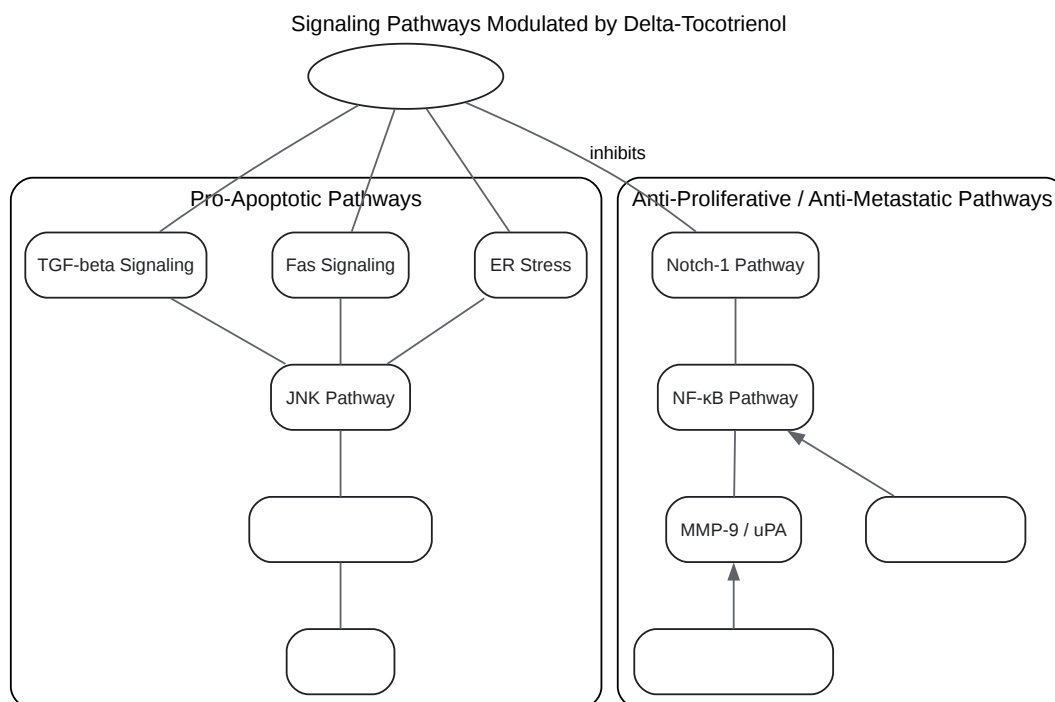 Signaling Pathways Modulated by Delta-Tocotrienol
inhibits
Pro-Apoptotic Pathways
Anti-Proliferative / Anti-Metastatic Pathways
TGF-beta Signaling
Fas Signaling
ER Stress
Notch-1 Pathway
JNK Pathway
NF-κB Pathway
MMP-9 / uPA